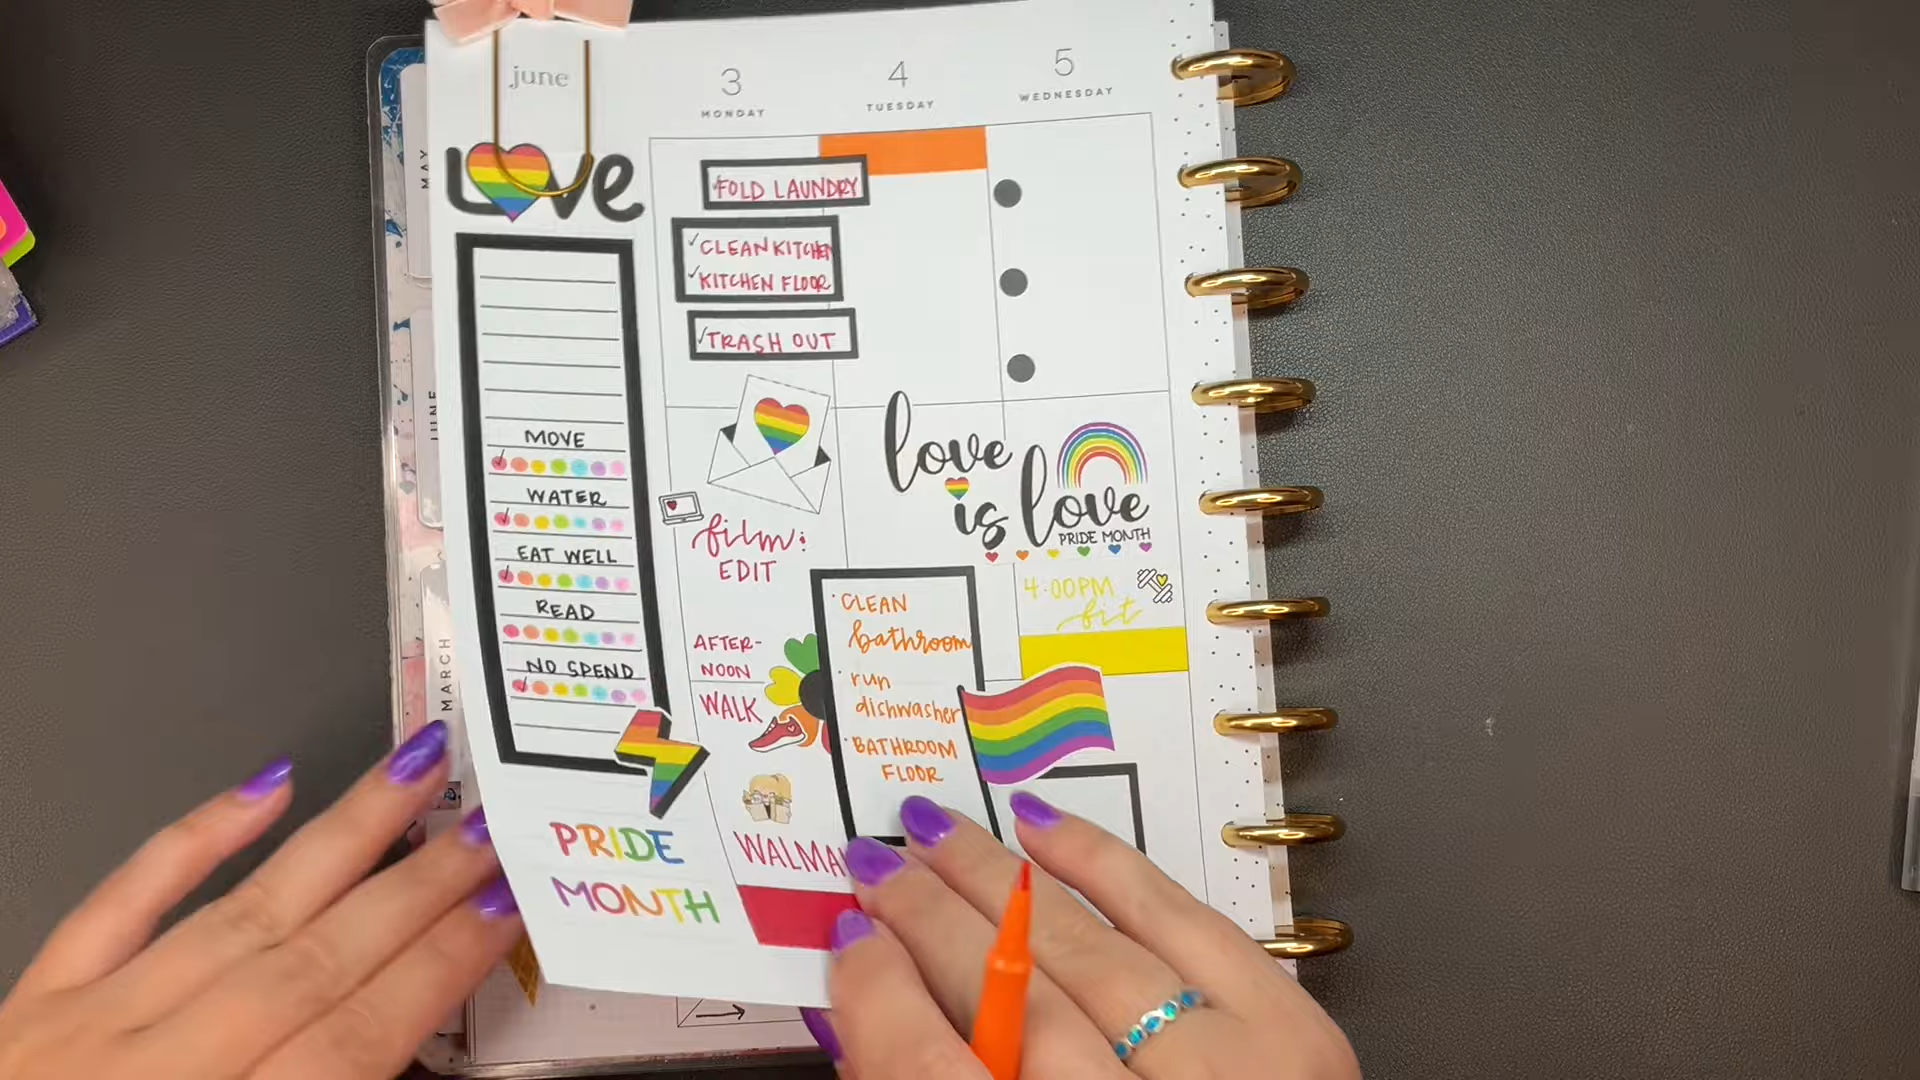 june
3
MONDAY
4
TUESDAY
5
WEDNESDAY
MAY
JUNE
MARCH
LOVE
MOVE
WATER
EAT WELL
READ
NO SPEND
PRIDE
MONTH
FOLD LAUNDRY
CLEAN KITCHEN
KITCHEN FLOOR
TRASH OUT
film:
EDIT
AFTER-
NOON
WALK
love
is love
PRIDE MONTH
CLEAN
bathroom
run
dishwasher
BATHROOM
FLOOR
4:00PM
fit